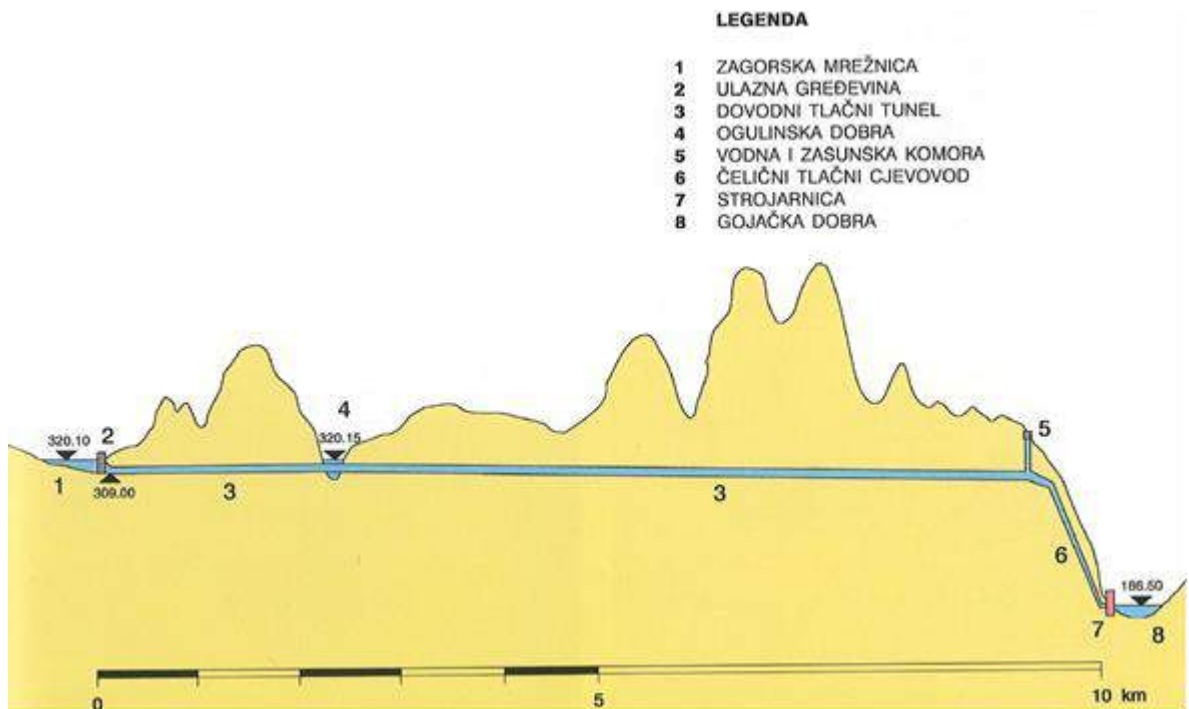 LEGENDA
1 ZAGORSKA MREŽNICA
2 ULAZNA GREĐEVINA
3 DOVODNI TLAČNI TUNEL
4 OGULINSKA DOBRA
5 VODNA I ZASUNSKA KOMORA
6 ČELIČNI TLAČNI CJEVOVOD
7 STROJARNICA
8 GOJAČKA DOBRA
4
320.10 2 320.15 5
1 309.00 3 3
6
186.50
7 8
0 5 10 km